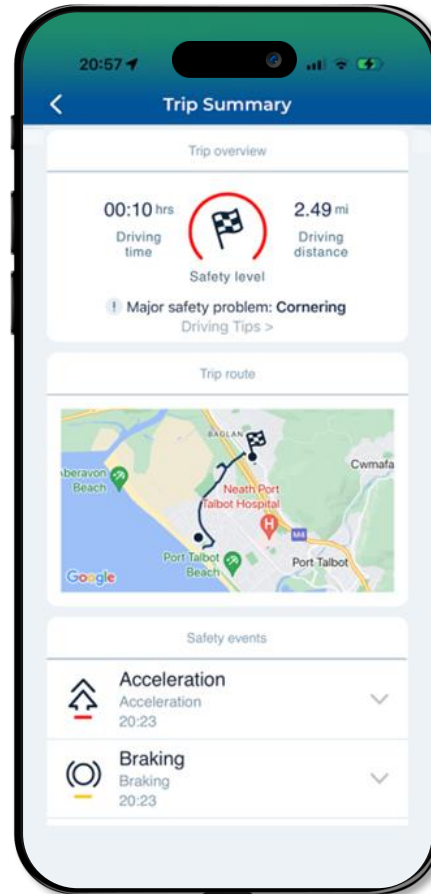 20:57
Trip Summary
Trip overview
00:10 hrs
Driving
time
2.49 mi
Driving
distance
Safety level
! Major safety problem: Cornering
Driving Tips >
Trip route
BAGLAN
Cwmafa
beravon
Beach
Neath Port
Talbot Hospital
H
M4
Port Talbot
Beach
Port Talbot
Google
Safety events
Acceleration
Acceleration
20:23
Braking
Braking
20:23